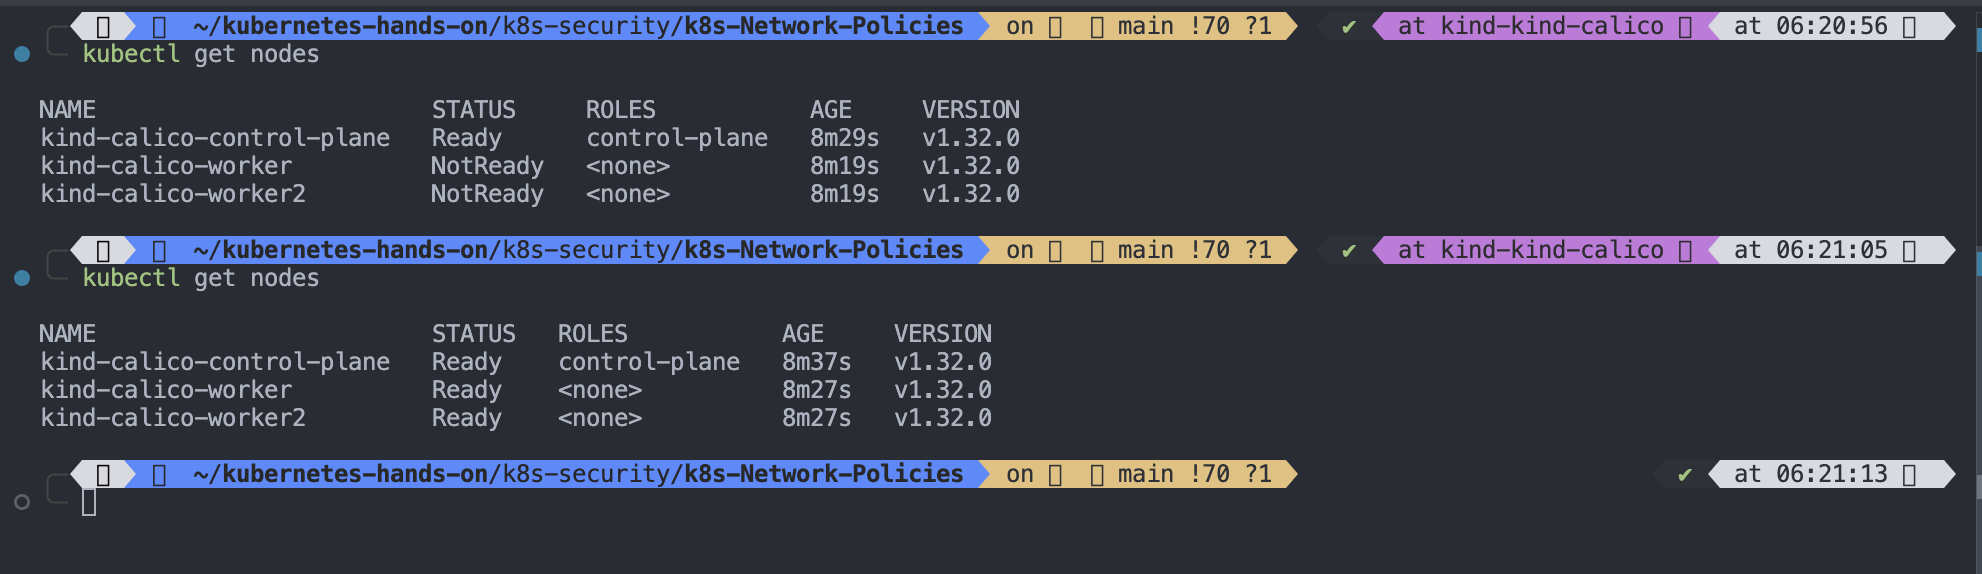 ~/kubernetes-hands-on/k8s-security/k8s-Network-Policies on main !70 ?1 ✔ at kind-kind-calico at 06:20:56
kubectl get nodes
NAME STATUS ROLES AGE VERSION
kind-calico-control-plane Ready control-plane 8m29s v1.32.0
kind-calico-worker NotReady <none> 8m19s v1.32.0
kind-calico-worker2 NotReady <none> 8m19s v1.32.0
~/kubernetes-hands-on/k8s-security/k8s-Network-Policies on main !70 ?1 ✔ at kind-kind-calico at 06:21:05
kubectl get nodes
NAME STATUS ROLES AGE VERSION
kind-calico-control-plane Ready control-plane 8m37s v1.32.0
kind-calico-worker Ready <none> 8m27s v1.32.0
kind-calico-worker2 Ready <none> 8m27s v1.32.0
~/kubernetes-hands-on/k8s-security/k8s-Network-Policies on main !70 ?1 ✔ at 06:21:13